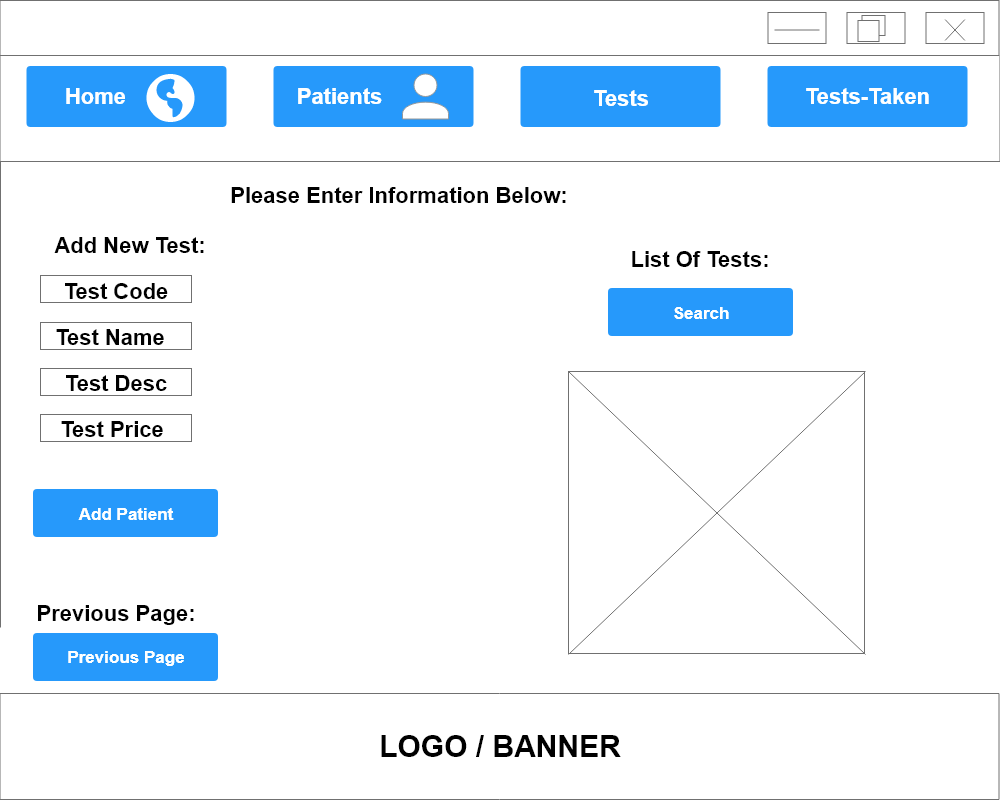 Home
Patients
Tests
Tests-Taken
Please Enter Information Below:
Add New Test:
Test Code
Test Name
Test Desc
Test Price
Add Patient
Previous Page:
Previous Page
List Of Tests:
Search
LOGO / BANNER